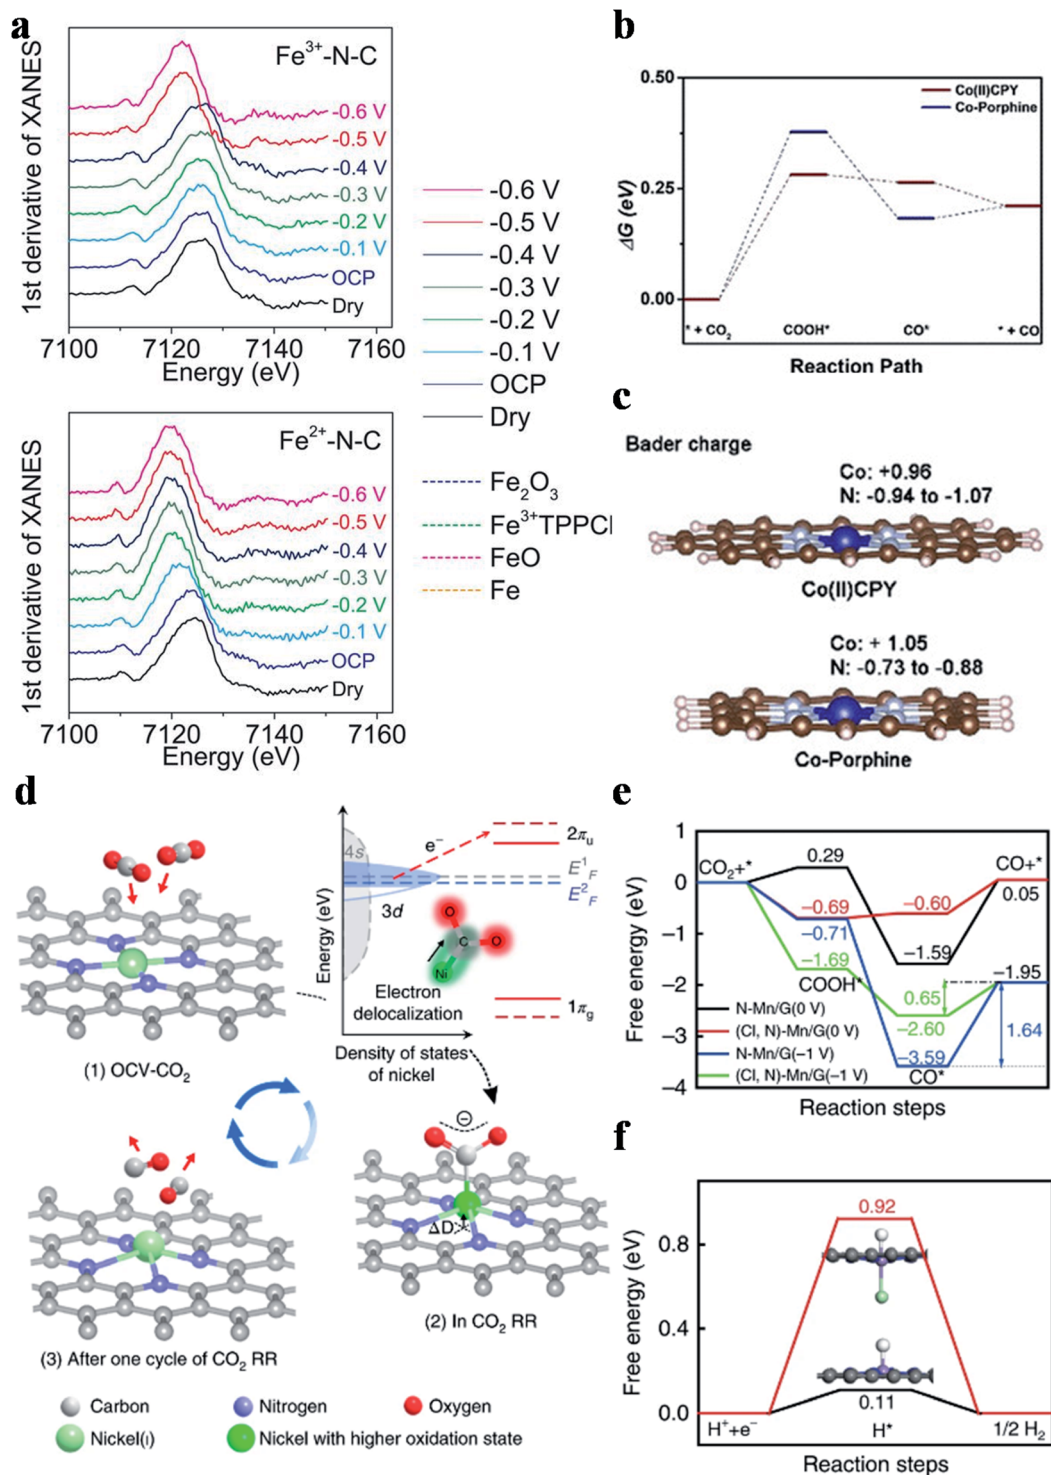 a
1st derivative of XANES
Fe³⁺-N-C
-0.6 V
-0.5 V
-0.4 V
-0.3 V
-0.2 V
-0.1 V
OCP
Dry
7100 7120 7140 7160
Energy (eV)
1st derivative of XANES
Fe²⁺-N-C
-0.6 V
-0.5 V
-0.4 V
-0.3 V
-0.2 V
-0.1 V
OCP
Dry
7100 7120 7140 7160
Energy (eV)
-0.6 V
-0.5 V
-0.4 V
-0.3 V
-0.2 V
-0.1 V
OCP
Dry
Fe₂O₃
Fe³⁺TPPCl
FeO
Fe
b
Co(II)CPY
Co-Porphine
0.50
0.25
0.00
ΔG (eV)
* + CO₂ COOH* CO* * + CO
Reaction Path
c
Bader charge
Co: +0.96
N: -0.94 to -1.07
Co(II)CPY
Co: + 1.05
N: -0.73 to -0.88
Co-Porphine
d
(1) OCV-CO₂
Energy (eV)
4s
3d
e⁻
2πᵤ
E¹F
E²F
O
C
O
Ni
Electron
delocalization
1πg
Density of states
of nickel
ΔD
(2) In CO₂ RR
(3) After one cycle of CO₂ RR
Carbon Nitrogen Oxygen
Nickel(I) Nickel with higher oxidation state
e
Free energy (eV)
1
0
−1
−2
−3
−4
CO₂+*
0.29
CO+*
0.05
−0.69
−0.60
−0.71
−1.59
−1.69
COOH*
−1.95
0.65
−2.60
1.64
−3.59
CO*
N-Mn/G(0 V)
(Cl, N)-Mn/G(0 V)
N-Mn/G(−1 V)
(Cl, N)-Mn/G(−1 V)
Reaction steps
f
Free energy (eV)
0.8
0.4
0.0
0.92
0.11
H⁺+e⁻ H* 1/2 H₂
Reaction steps